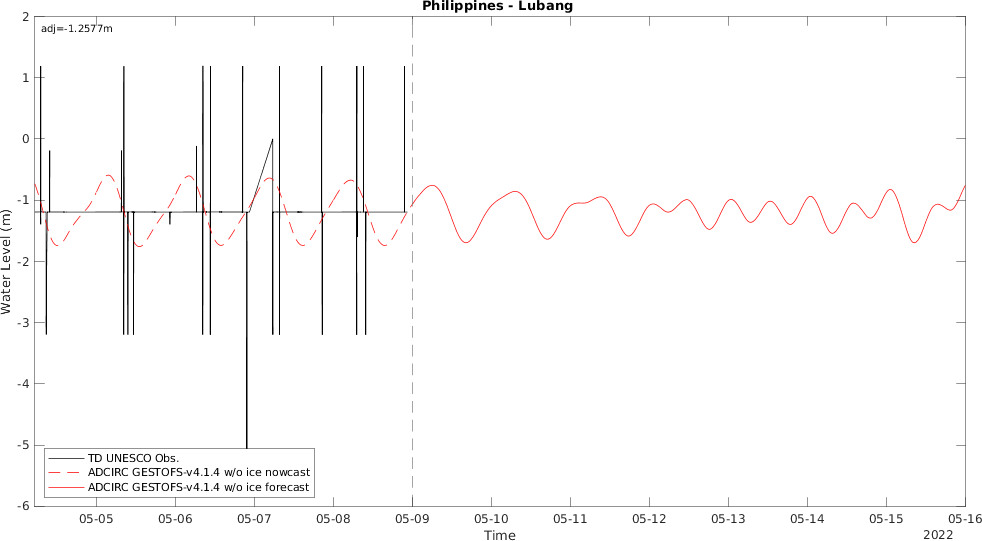 Philippines - Lubang
adj=-1.2577m
2
1
0
-1
-2
-3
-4
-5
-6
Water Level (m)
TD UNESCO Obs.
ADCIRC GESTOFS-v4.1.4 w/o ice nowcast
ADCIRC GESTOFS-v4.1.4 w/o ice forecast
05-05 05-06 05-07 05-08 05-09 05-10 05-11 05-12 05-13 05-14 05-15 05-16
Time
2022